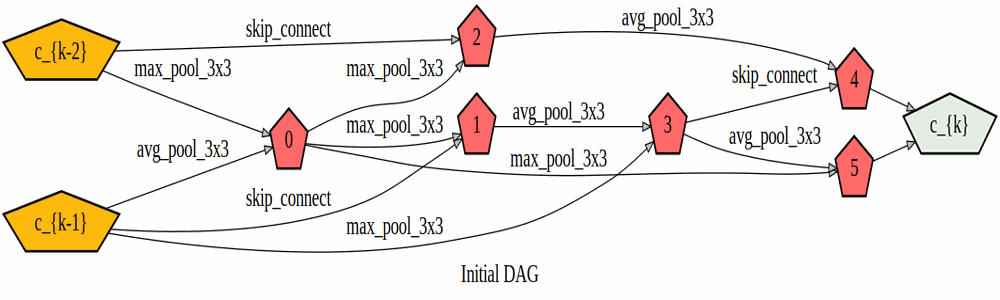 c_{k-2}
skip_connect
max_pool_3x3
2
avg_pool_3x3
max_pool_3x3
skip_connect
4
0
max_pool_3x3
1
avg_pool_3x3
3
c_{k}
avg_pool_3x3
avg_pool_3x3
max_pool_3x3
5
c_{k-1}
skip_connect
max_pool_3x3
Initial DAG